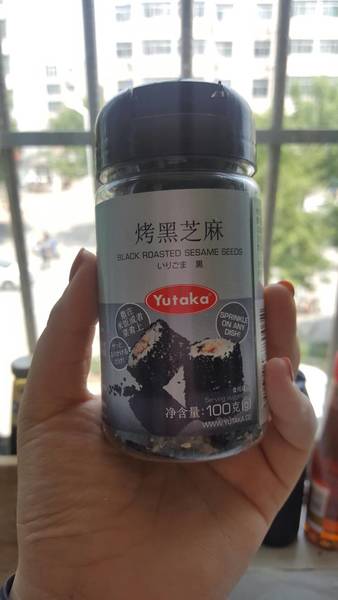 烤黑芝麻
BLACK ROASTED SESAME SEEDS
いりごま 黒
Yutaka
SPRINKLE
ON ANY
DISH!
Serving
净含量:100克(g)
WWW.YUTAKA.CO